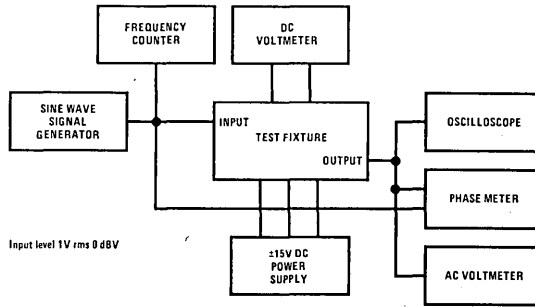 FREQUENCY
COUNTER
DC
VOLTMETER
SINE WAVE
SIGNAL
GENERATOR
INPUT
TEST FIXTURE
OUTPUT
OSCILLOSCOPE
PHASE METER
AC VOLTMETER
±15V DC
POWER
SUPPLY
Input level 1V rms 0 dBV